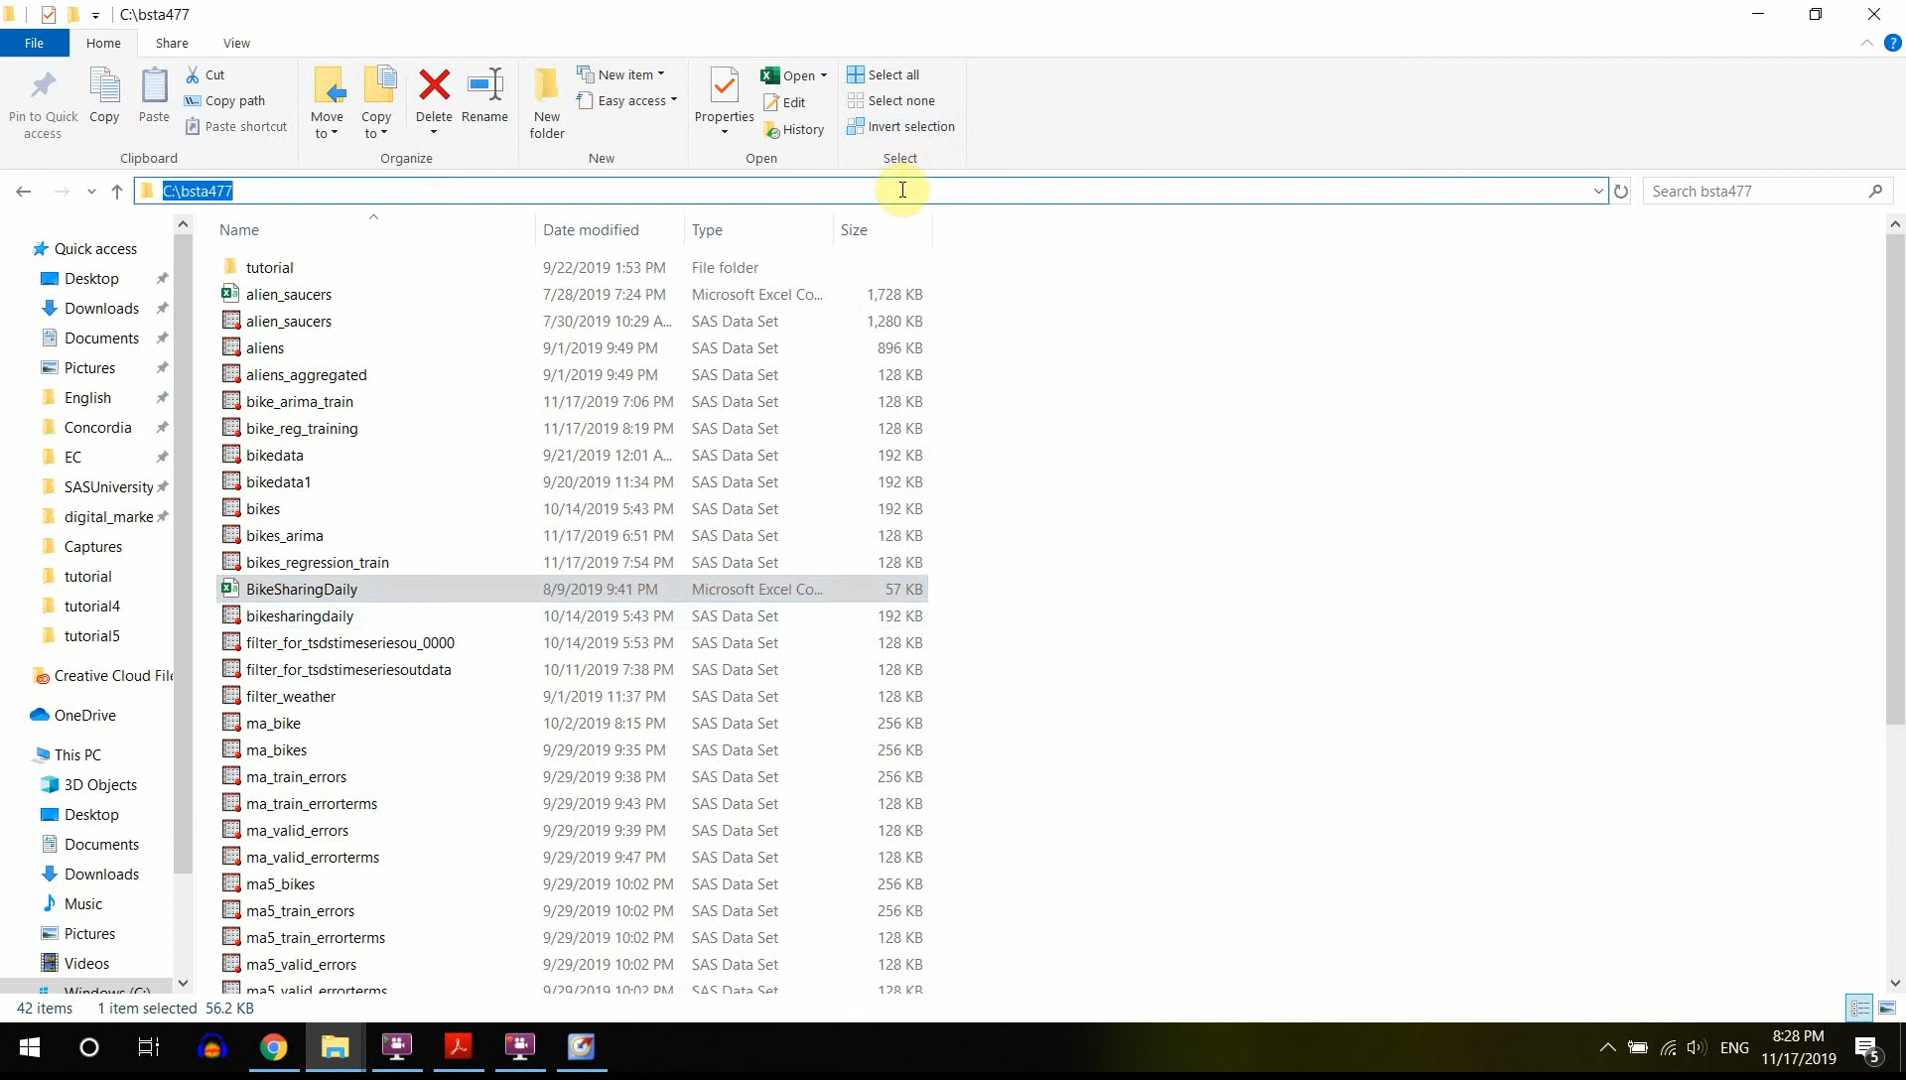 C:\bsta477
File Home Share View
Pin to Quick access
Copy
Paste
Cut
Copy path
Paste shortcut
Clipboard
Move to
Copy to
Delete
Rename
Organize
New folder
New item
Easy access
New
Properties
Open
Edit
History
Open
Select all
Select none
Invert selection
Select
C:\bsta477
Search bsta477
Quick access
Desktop
Downloads
Documents
Pictures
English
Concordia
EC
SASUniversity
digital_marke
Captures
tutorial
tutorial4
tutorial5
Creative Cloud File
OneDrive
This PC
3D Objects
Desktop
Documents
Downloads
Music
Pictures
Videos
Windows (C:)
Name Date modified Type Size
tutorial 9/22/2019 1:53 PM File folder
alien_saucers 7/28/2019 7:24 PM Microsoft Excel Co... 1,728 KB
alien_saucers 7/30/2019 10:29 A... SAS Data Set 1,280 KB
aliens 9/1/2019 9:49 PM SAS Data Set 896 KB
aliens_aggregated 9/1/2019 9:49 PM SAS Data Set 128 KB
bike_arima_train 11/17/2019 7:06 PM SAS Data Set 128 KB
bike_reg_training 11/17/2019 8:19 PM SAS Data Set 128 KB
bikedata 9/21/2019 12:01 A... SAS Data Set 192 KB
bikedata1 9/20/2019 11:34 PM SAS Data Set 192 KB
bikes 10/14/2019 5:43 PM SAS Data Set 192 KB
bikes_arima 11/17/2019 6:51 PM SAS Data Set 128 KB
bikes_regression_train 11/17/2019 7:54 PM SAS Data Set 128 KB
BikeSharingDaily 8/9/2019 9:41 PM Microsoft Excel Co... 57 KB
bikesharingdaily 10/14/2019 5:43 PM SAS Data Set 192 KB
filter_for_tsdstimeseriesou_0000 10/14/2019 5:53 PM SAS Data Set 128 KB
filter_for_tsdstimeseriesoutdata 10/11/2019 7:38 PM SAS Data Set 128 KB
filter_weather 9/1/2019 11:37 PM SAS Data Set 128 KB
ma_bike 10/2/2019 8:15 PM SAS Data Set 256 KB
ma_bikes 9/29/2019 9:35 PM SAS Data Set 256 KB
ma_train_errors 9/29/2019 9:38 PM SAS Data Set 256 KB
ma_train_errorterms 9/29/2019 9:43 PM SAS Data Set 128 KB
ma_valid_errors 9/29/2019 9:39 PM SAS Data Set 128 KB
ma_valid_errorterms 9/29/2019 9:47 PM SAS Data Set 128 KB
ma5_bikes 9/29/2019 10:02 PM SAS Data Set 256 KB
ma5_train_errors 9/29/2019 10:02 PM SAS Data Set 256 KB
ma5_train_errorterms 9/29/2019 10:02 PM SAS Data Set 128 KB
ma5_valid_errors 9/29/2019 10:02 PM SAS Data Set 128 KB
ma5_valid_errorterms 9/29/2019 10:02 PM SAS Data Set 128 KB
42 items 1 item selected 56.2 KB
ENG
8:28 PM
11/17/2019
5